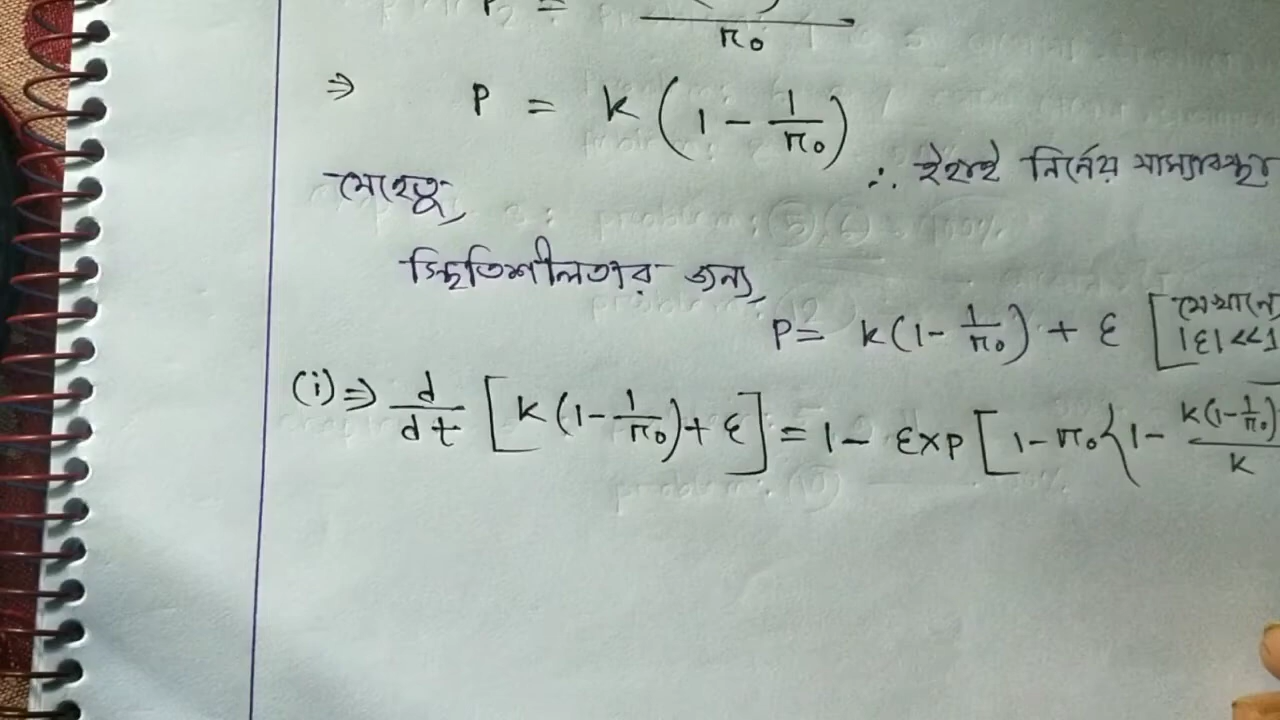 P =
π₀
⇒ P = K(1 - 1/π₀)
∴ ইহাই নির্নেয় সাম্যাবস্থা
যেহেতু,
স্থিতিশীলতার জন্য,
P = K(1 - 1/π₀) + ε [যেখানে |ε|<<1
(i)⇒ d/dt [K(1 - 1/π₀) + ε] = 1 - εxp [1 - π₀{1 - K(1 - 1/π₀)/K